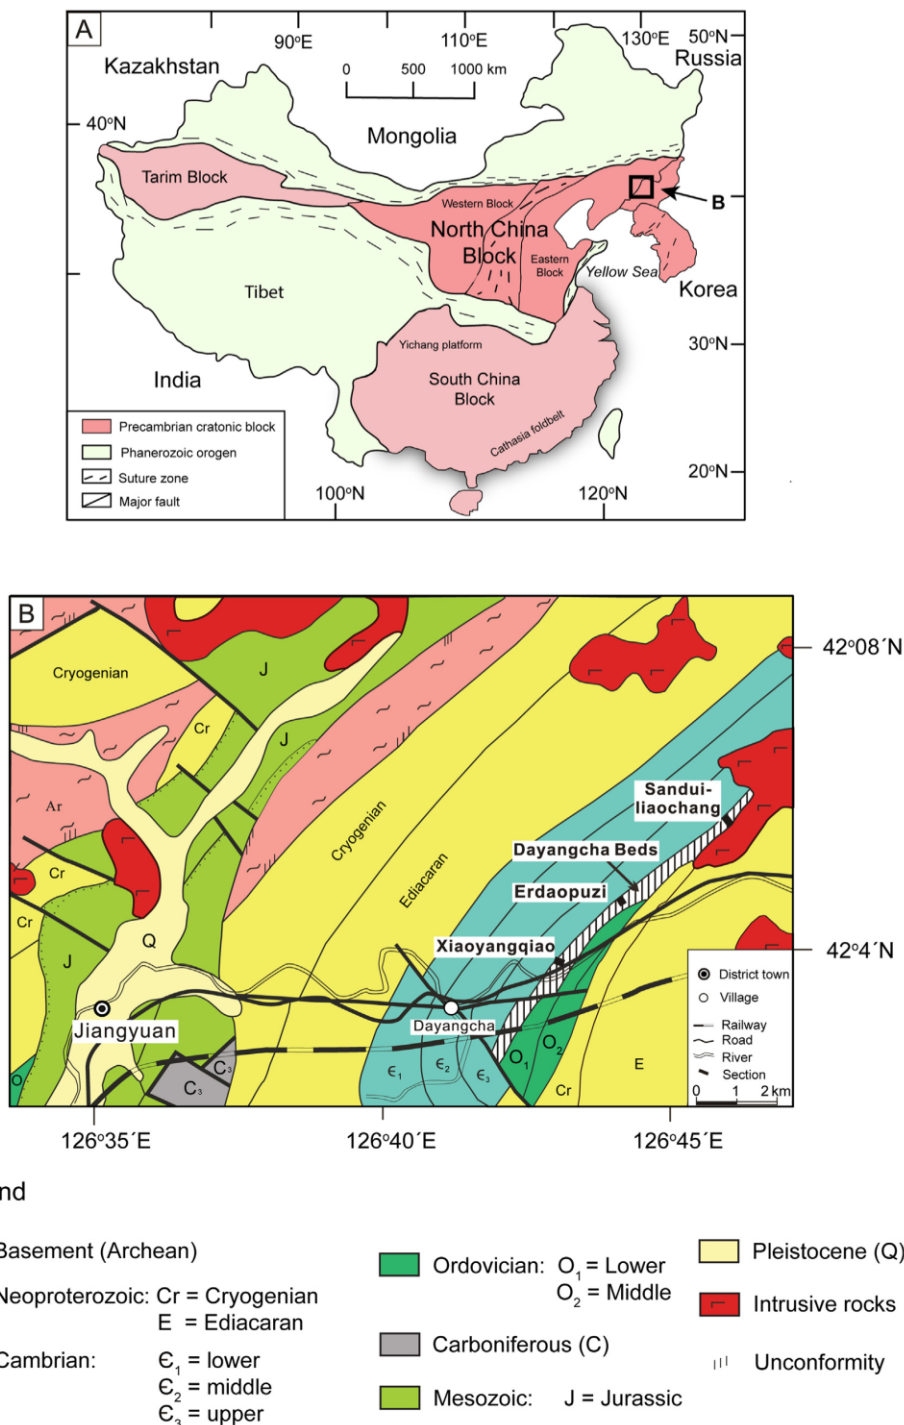 A
90°E
110°E
130°E
50°N
Kazakhstan
Russia
0 500 1000 km
40°N
Mongolia
Tarim Block
Western Block
B
North China
Block
Eastern
Block
Yellow Sea
Tibet
Korea
Yichang platform
30°N
India
South China
Block
Cathasia foldbelt
Precambrian cratonic block
Phanerozoic orogen
Suture zone
Major fault
20°N
100°N
120°N
B
42°08´N
Cryogenian
J
Cr
J
Sandui-
liaochang
Ar
Cryogenian
Dayangcha Beds
Ediacaran
Erdaopuzi
Cr
Cr
Q
Xiaoyangqiao
42°4´N
J
District town
Village
Jiangyuan
Dayangcha
Railway
Road
River
Section
O
C₃
C₃
Є₁
Є₂
Є₃
O₁
O₂
Cr
E
0 1 2 km
126°35´E
126°40´E
126°45´E
nd
Basement (Archean)
Neoproterozoic: Cr = Cryogenian
E = Ediacaran
Cambrian: Є₁ = lower
Є₂ = middle
Є₃ = upper
Ordovician: O₁ = Lower
O₂ = Middle
Carboniferous (C)
Mesozoic: J = Jurassic
Pleistocene (Q)
Intrusive rocks
Unconformity